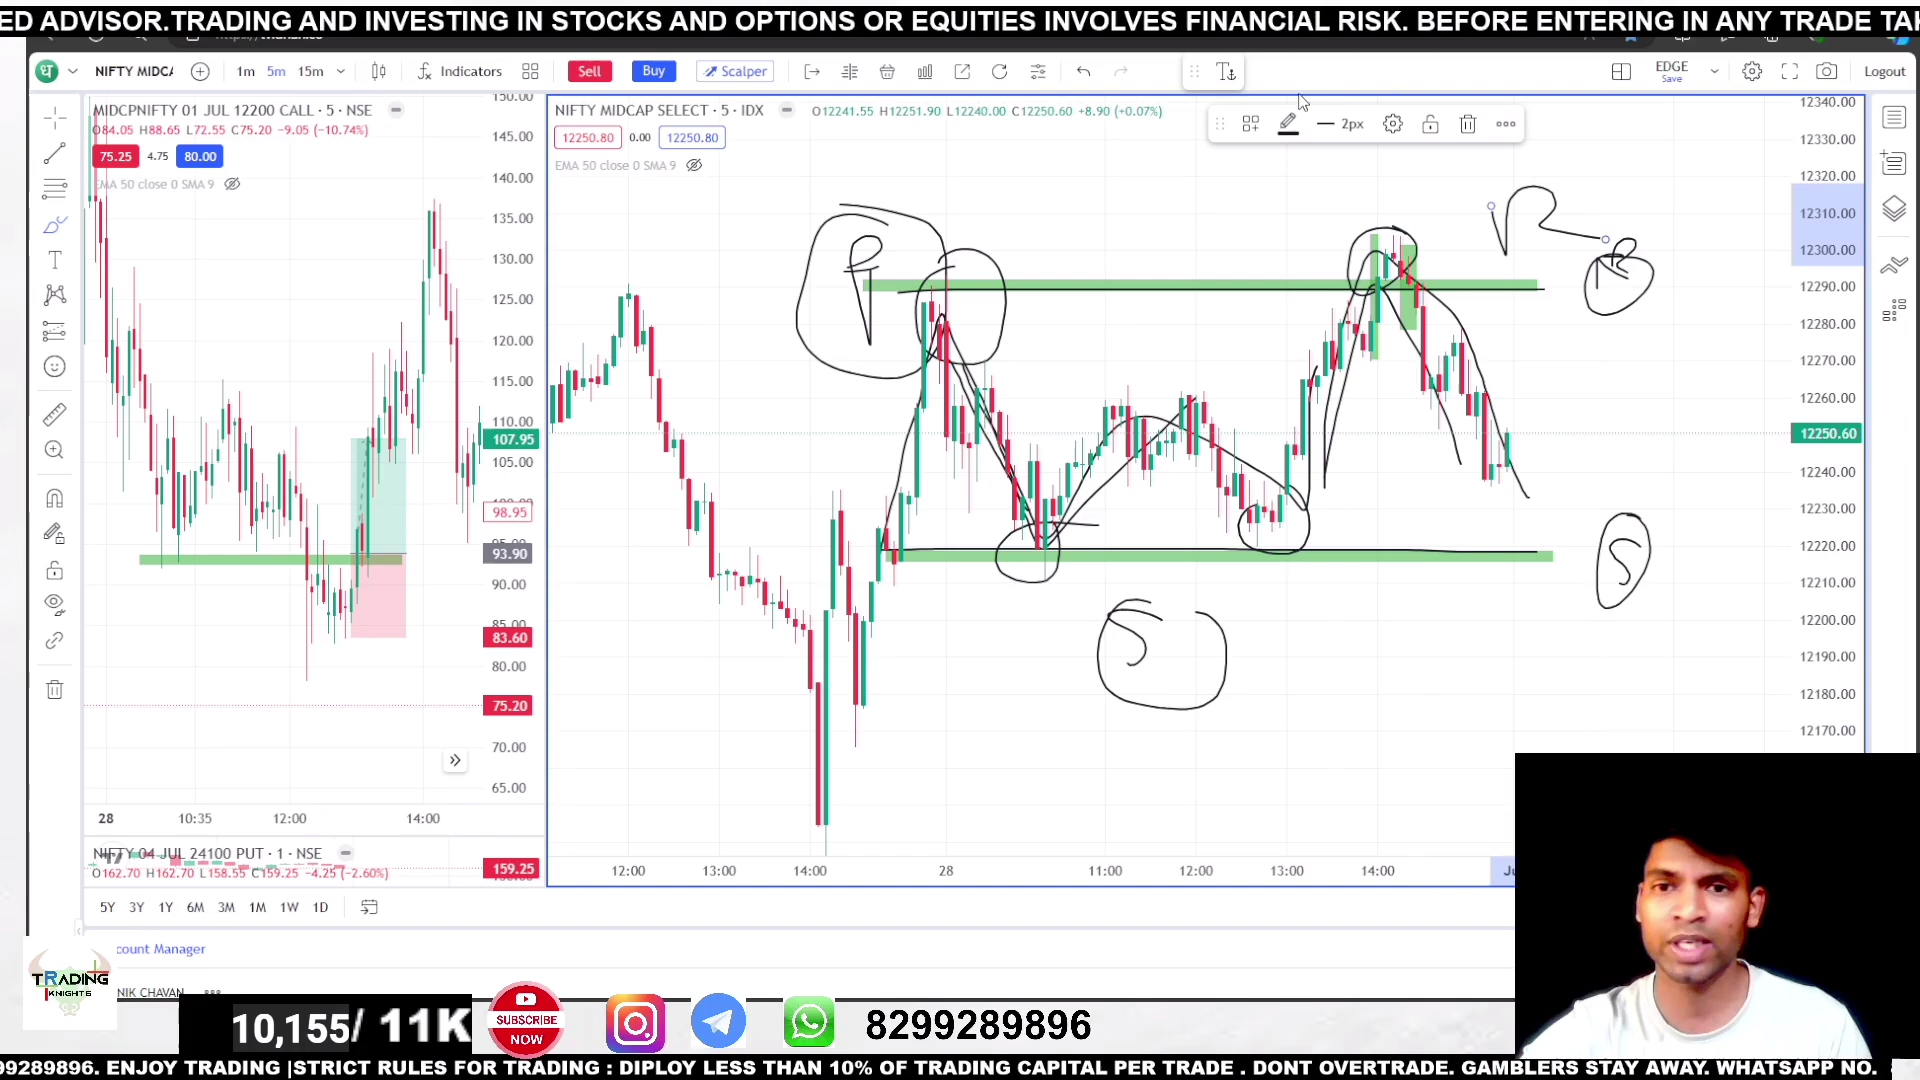 ED ADVISOR.TRADING AND INVESTING IN STOCKS AND OPTIONS OR EQUITIES INVOLVES FINANCIAL RISK. BEFORE ENTERING IN ANY TRADE TAK
NIFTY MIDCA
1m 5m 15m
Indicators
Sell
Buy
Scalper
EDGE
Save
Logout
MIDCPNIFTY 01 JUL 12200 CALL · 5 · NSE
O84.05 H88.65 L72.55 C75.20 -9.05 (-10.74%)
75.25 4.75 80.00
EMA 50 close 0 SMA 9
150.00
145.00
140.00
135.00
130.00
125.00
120.00
115.00
110.00
107.95
105.00
98.95
93.90
90.00
85.00
83.60
80.00
75.20
70.00
65.00
28 10:35 12:00 14:00
NIFTY 04 JUL 24100 PUT · 1 · NSE
O162.70 H162.70 L158.55 C159.25 -4.25 (-2.60%)
159.25
NIFTY MIDCAP SELECT · 5 · IDX
O12241.55 H12251.90 L12240.00 C12250.60 +8.90 (+0.07%)
12250.80 0.00 12250.80
EMA 50 close 0 SMA 9
2px
12340.00
12330.00
12320.00
12310.00
12300.00
12290.00
12280.00
12270.00
12260.00
12250.60
12240.00
12230.00
12220.00
12210.00
12200.00
12190.00
12180.00
12170.00
S
S
12:00 13:00 14:00 28 11:00 12:00 13:00 14:00
5Y 3Y 1Y 6M 3M 1M 1W 1D
count Manager
NIK CHAVAN
TRADING
KNIGHTS
10,155/ 11K
SUBSCRIBE
NOW
8299289896
99289896. ENJOY TRADING |STRICT RULES FOR TRADING : DIPLOY LESS THAN 10% OF TRADING CAPITAL PER TRADE . DONT OVERTRADE. GAMBLERS STAY AWAY. WHATSAPP NO.